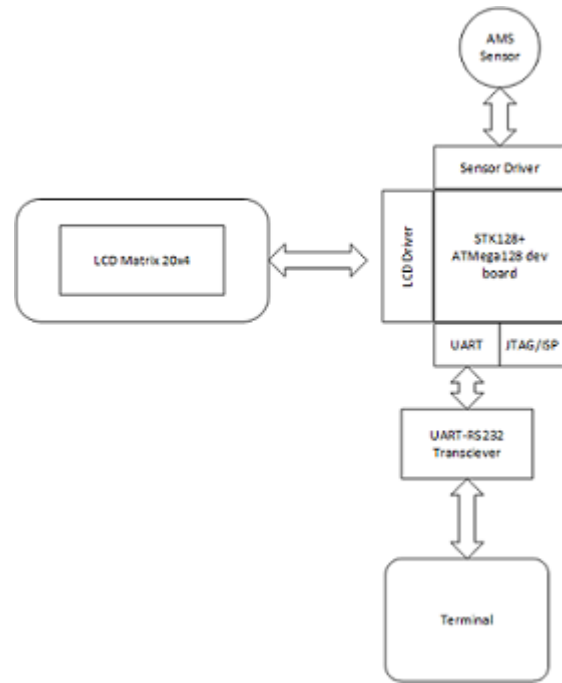 AMS
Sensor
Sensor Driver
LCD Matrix 20x4
LCD Driver
STK128+
ATMega128 dev
board
UART
JTAG/ISP
UART-RS232
Transciever
Terminal